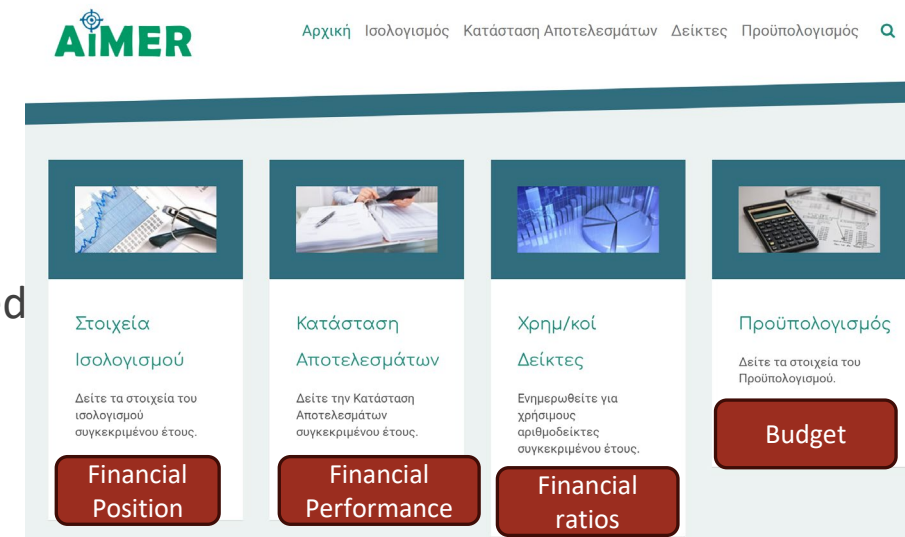 AiMER
Αρχική Ισολογισμός Κατάσταση Αποτελεσμάτων Δείκτες Προϋπολογισμός
Στοιχεία
Ισολογισμού
Δείτε τα στοιχεία του
ισολογισμού
συγκεκριμένου έτους.
Financial
Position
Κατάσταση
Αποτελεσμάτων
Δείτε την Κατάσταση
Αποτελεσμάτων
συγκεκριμένου έτους.
Financial
Performance
Χρημ/κοί
Δείκτες
Ενημερωθείτε για
χρήσιμους
αριθμοδείκτες
συγκεκριμένου έτους.
Financial
ratios
Προϋπολογισμός
Δείτε τα στοιχεία του
Προϋπολογισμού.
Budget